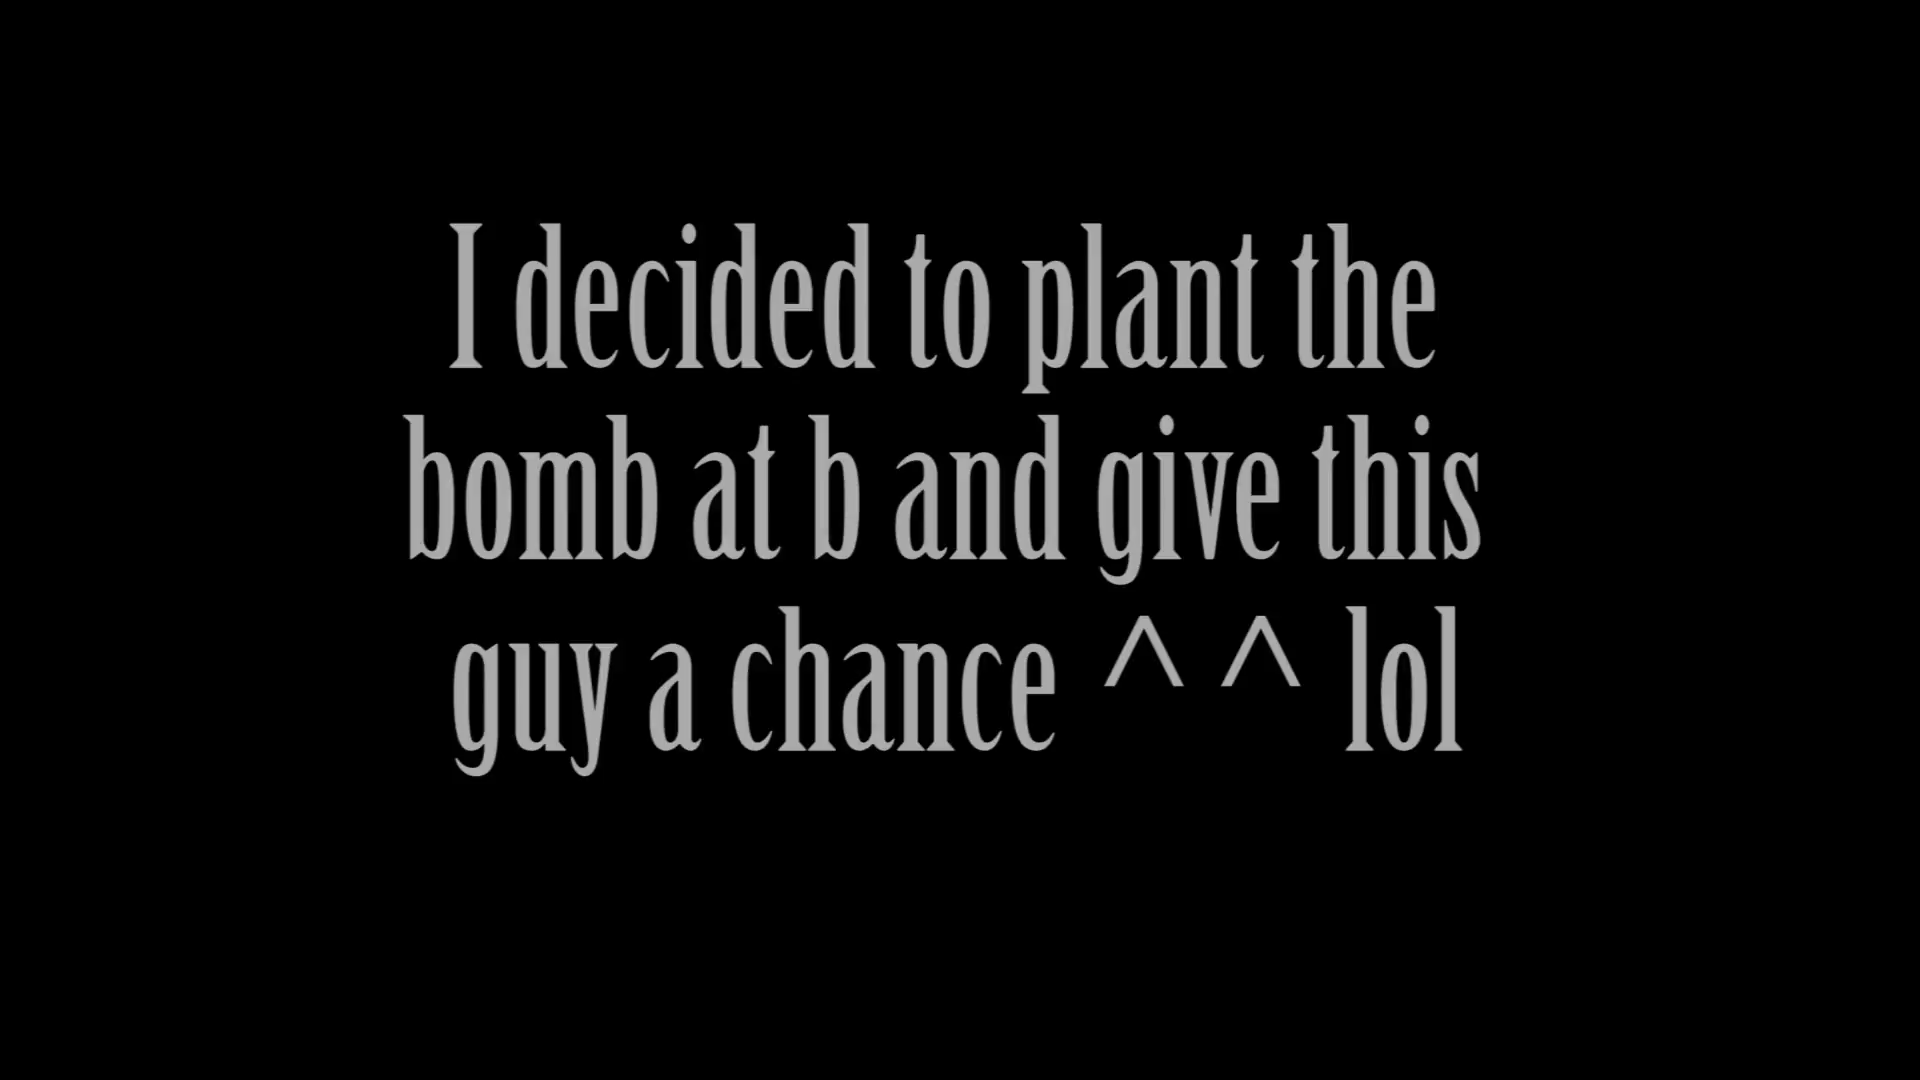 I decided to plant the
bomb at b and give this
guy a chance ^ ^ lol